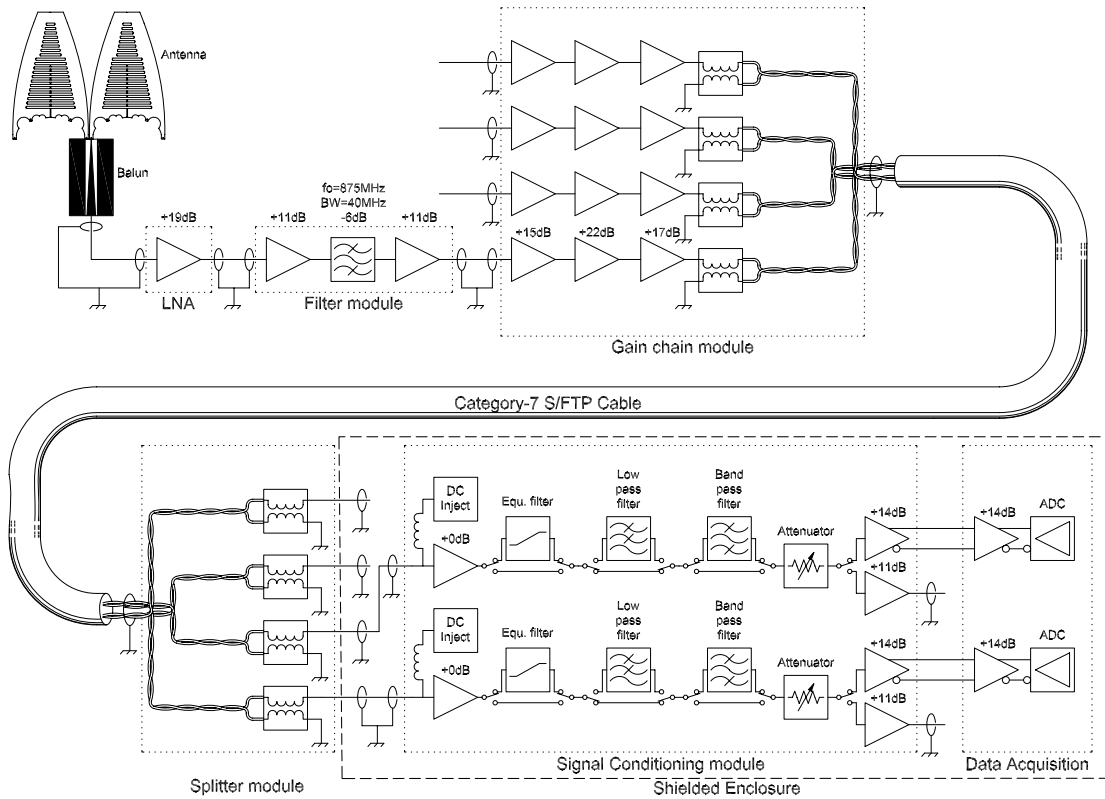 Antenna
Balun
fo=875MHz
BW=40MHz
+19dB
+11dB
-6dB
+11dB
+15dB
+22dB
+17dB
LNA
Filter module
Gain chain module
Category-7 S/FTP Cable
DC
Inject
Equ. filter
Low
pass
filter
Band
pass
filter
Attenuator
+0dB
+14dB
+14dB
ADC
+11dB
DC
Inject
Equ. filter
Low
pass
filter
Band
pass
filter
Attenuator
+0dB
+14dB
+14dB
ADC
+11dB
Splitter module
Signal Conditioning module
Data Acquisition
Shielded Enclosure